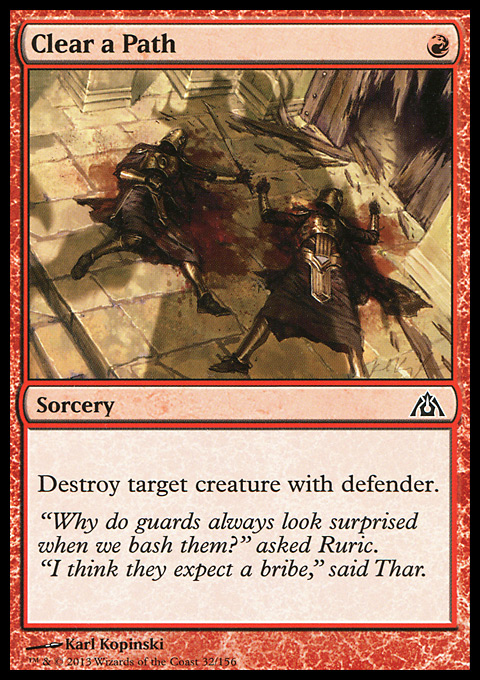 Clear a Path
Sorcery
Destroy target creature with defender.
“Why do guards always look surprised
when we bash them?” asked Ruric.
“I think they expect a bribe,” said Thar.
Karl Kopinski
™ & © 2013 Wizards of the Coast 32/156